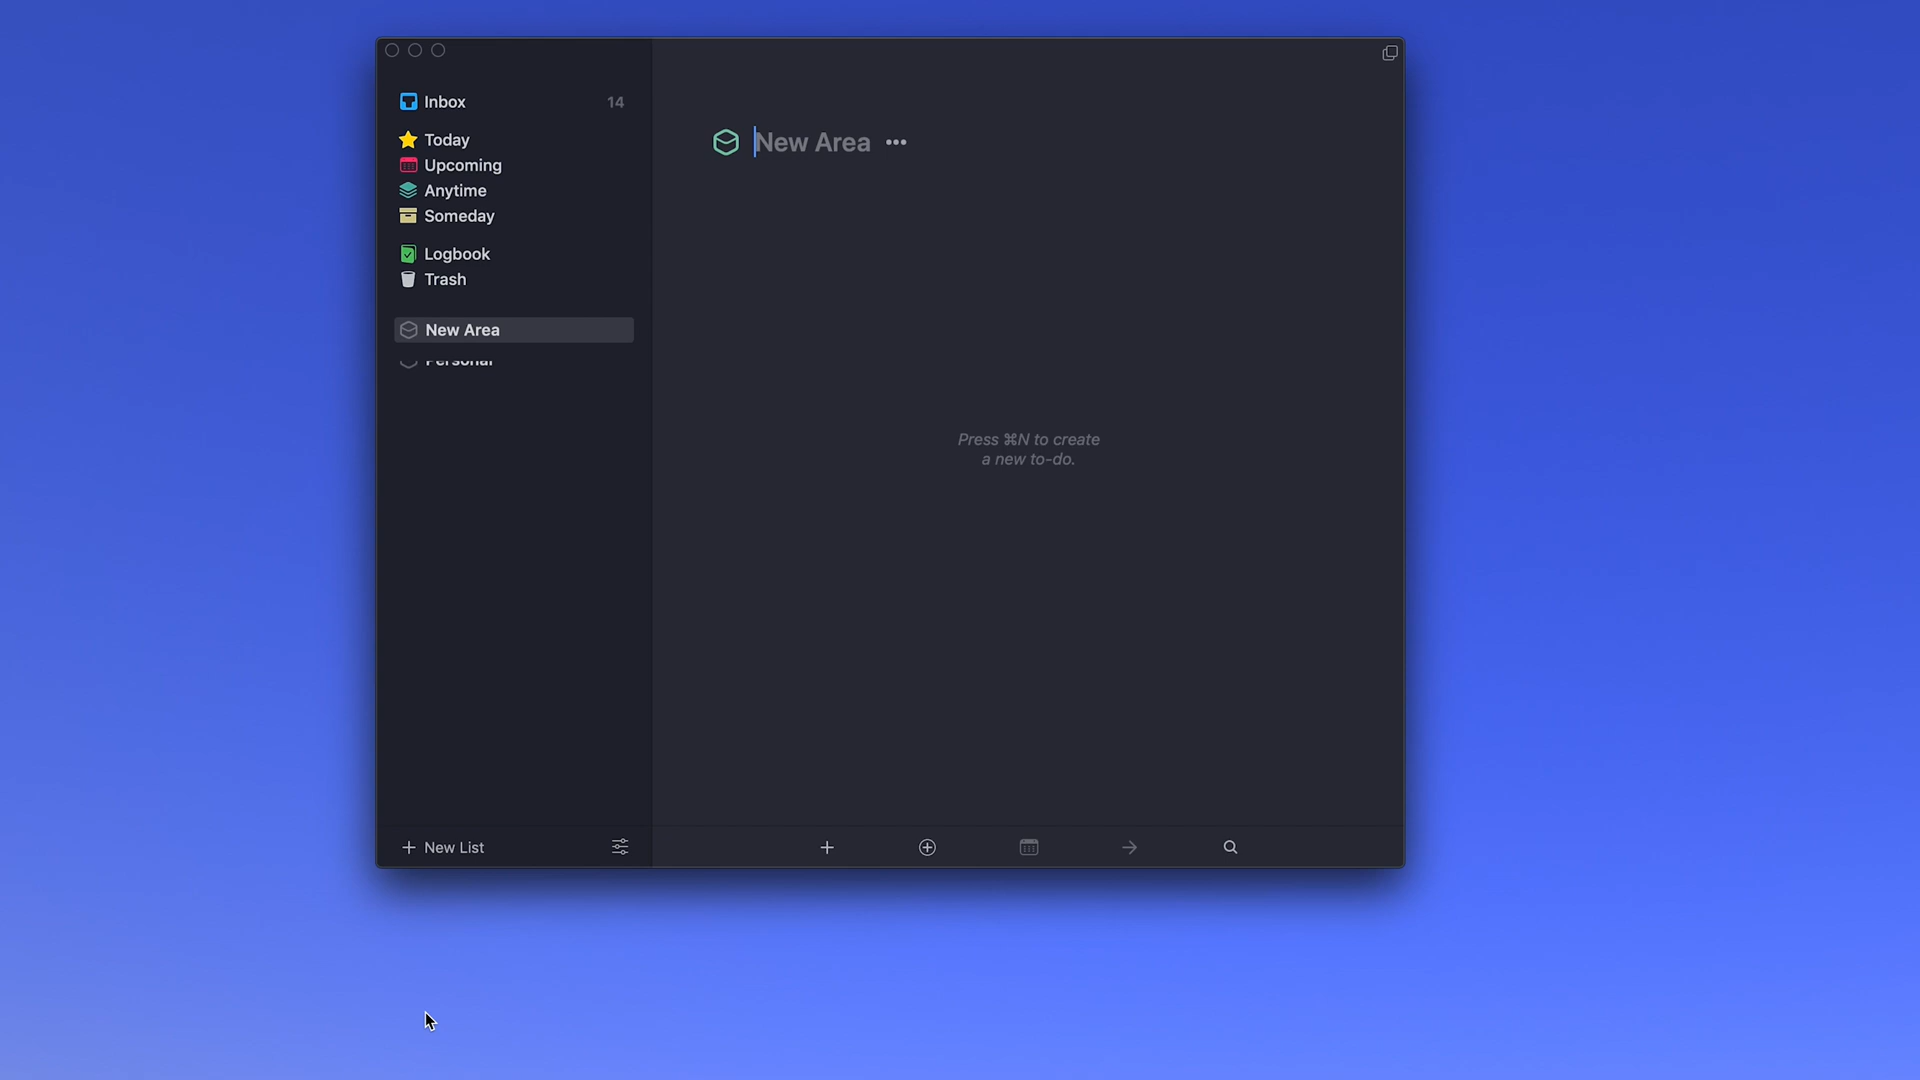 Inbox 14
Today
Upcoming
Anytime
Someday
Logbook
Trash
New Area
Personal
New List
New Area •••
Press ⌘N to create
a new to-do.